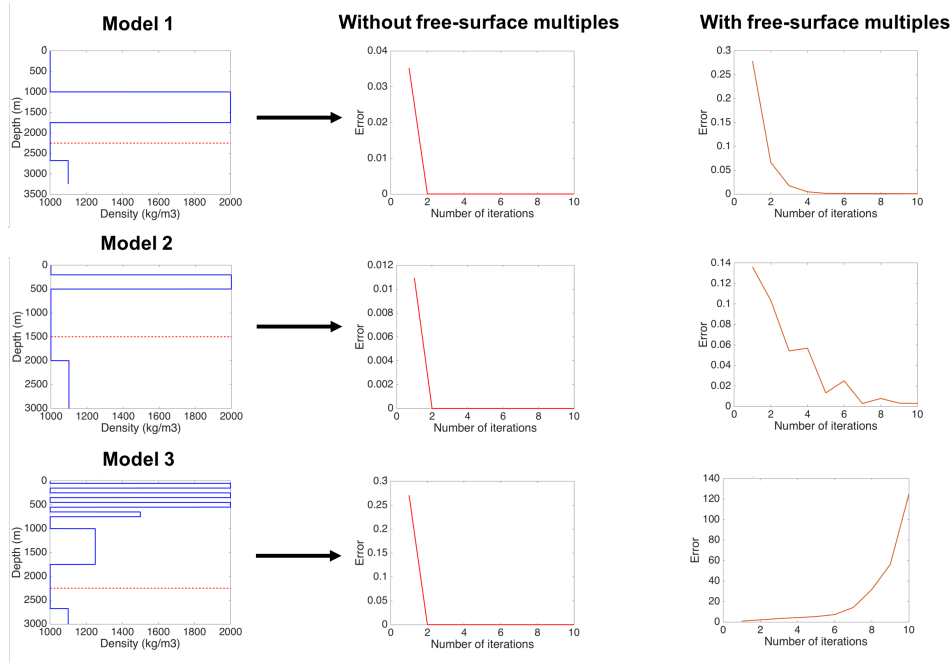 Model 1
Without free-surface multiples
With free-surface multiples
0
500
1000
1500
2000
2500
3000
3500
Depth (m)
1000 1200 1400 1600 1800 2000
Density (kg/m3)
0.04
0.03
0.02
0.01
0
Error
0 2 4 6 8 10
Number of iterations
0.3
0.25
0.2
0.15
0.1
0.05
0
Error
0 2 4 6 8 10
Number of iterations
Model 2
0
500
1000
1500
2000
2500
3000
Depth (m)
1000 1200 1400 1600 1800 2000
Density (kg/m3)
0.012
0.01
0.008
0.006
0.004
0.002
0
Error
0 2 4 6 8 10
Number of iterations
0.14
0.12
0.1
0.08
0.06
0.04
0.02
0
Error
0 2 4 6 8 10
Number of iterations
Model 3
0
500
1000
1500
2000
2500
3000
Depth (m)
1000 1200 1400 1600 1800 2000
Density (kg/m3)
0.3
0.25
0.2
0.15
0.1
0.05
0
Error
0 2 4 6 8 10
Number of iterations
140
120
100
80
60
40
20
0
Error
0 2 4 6 8 10
Number of iterations